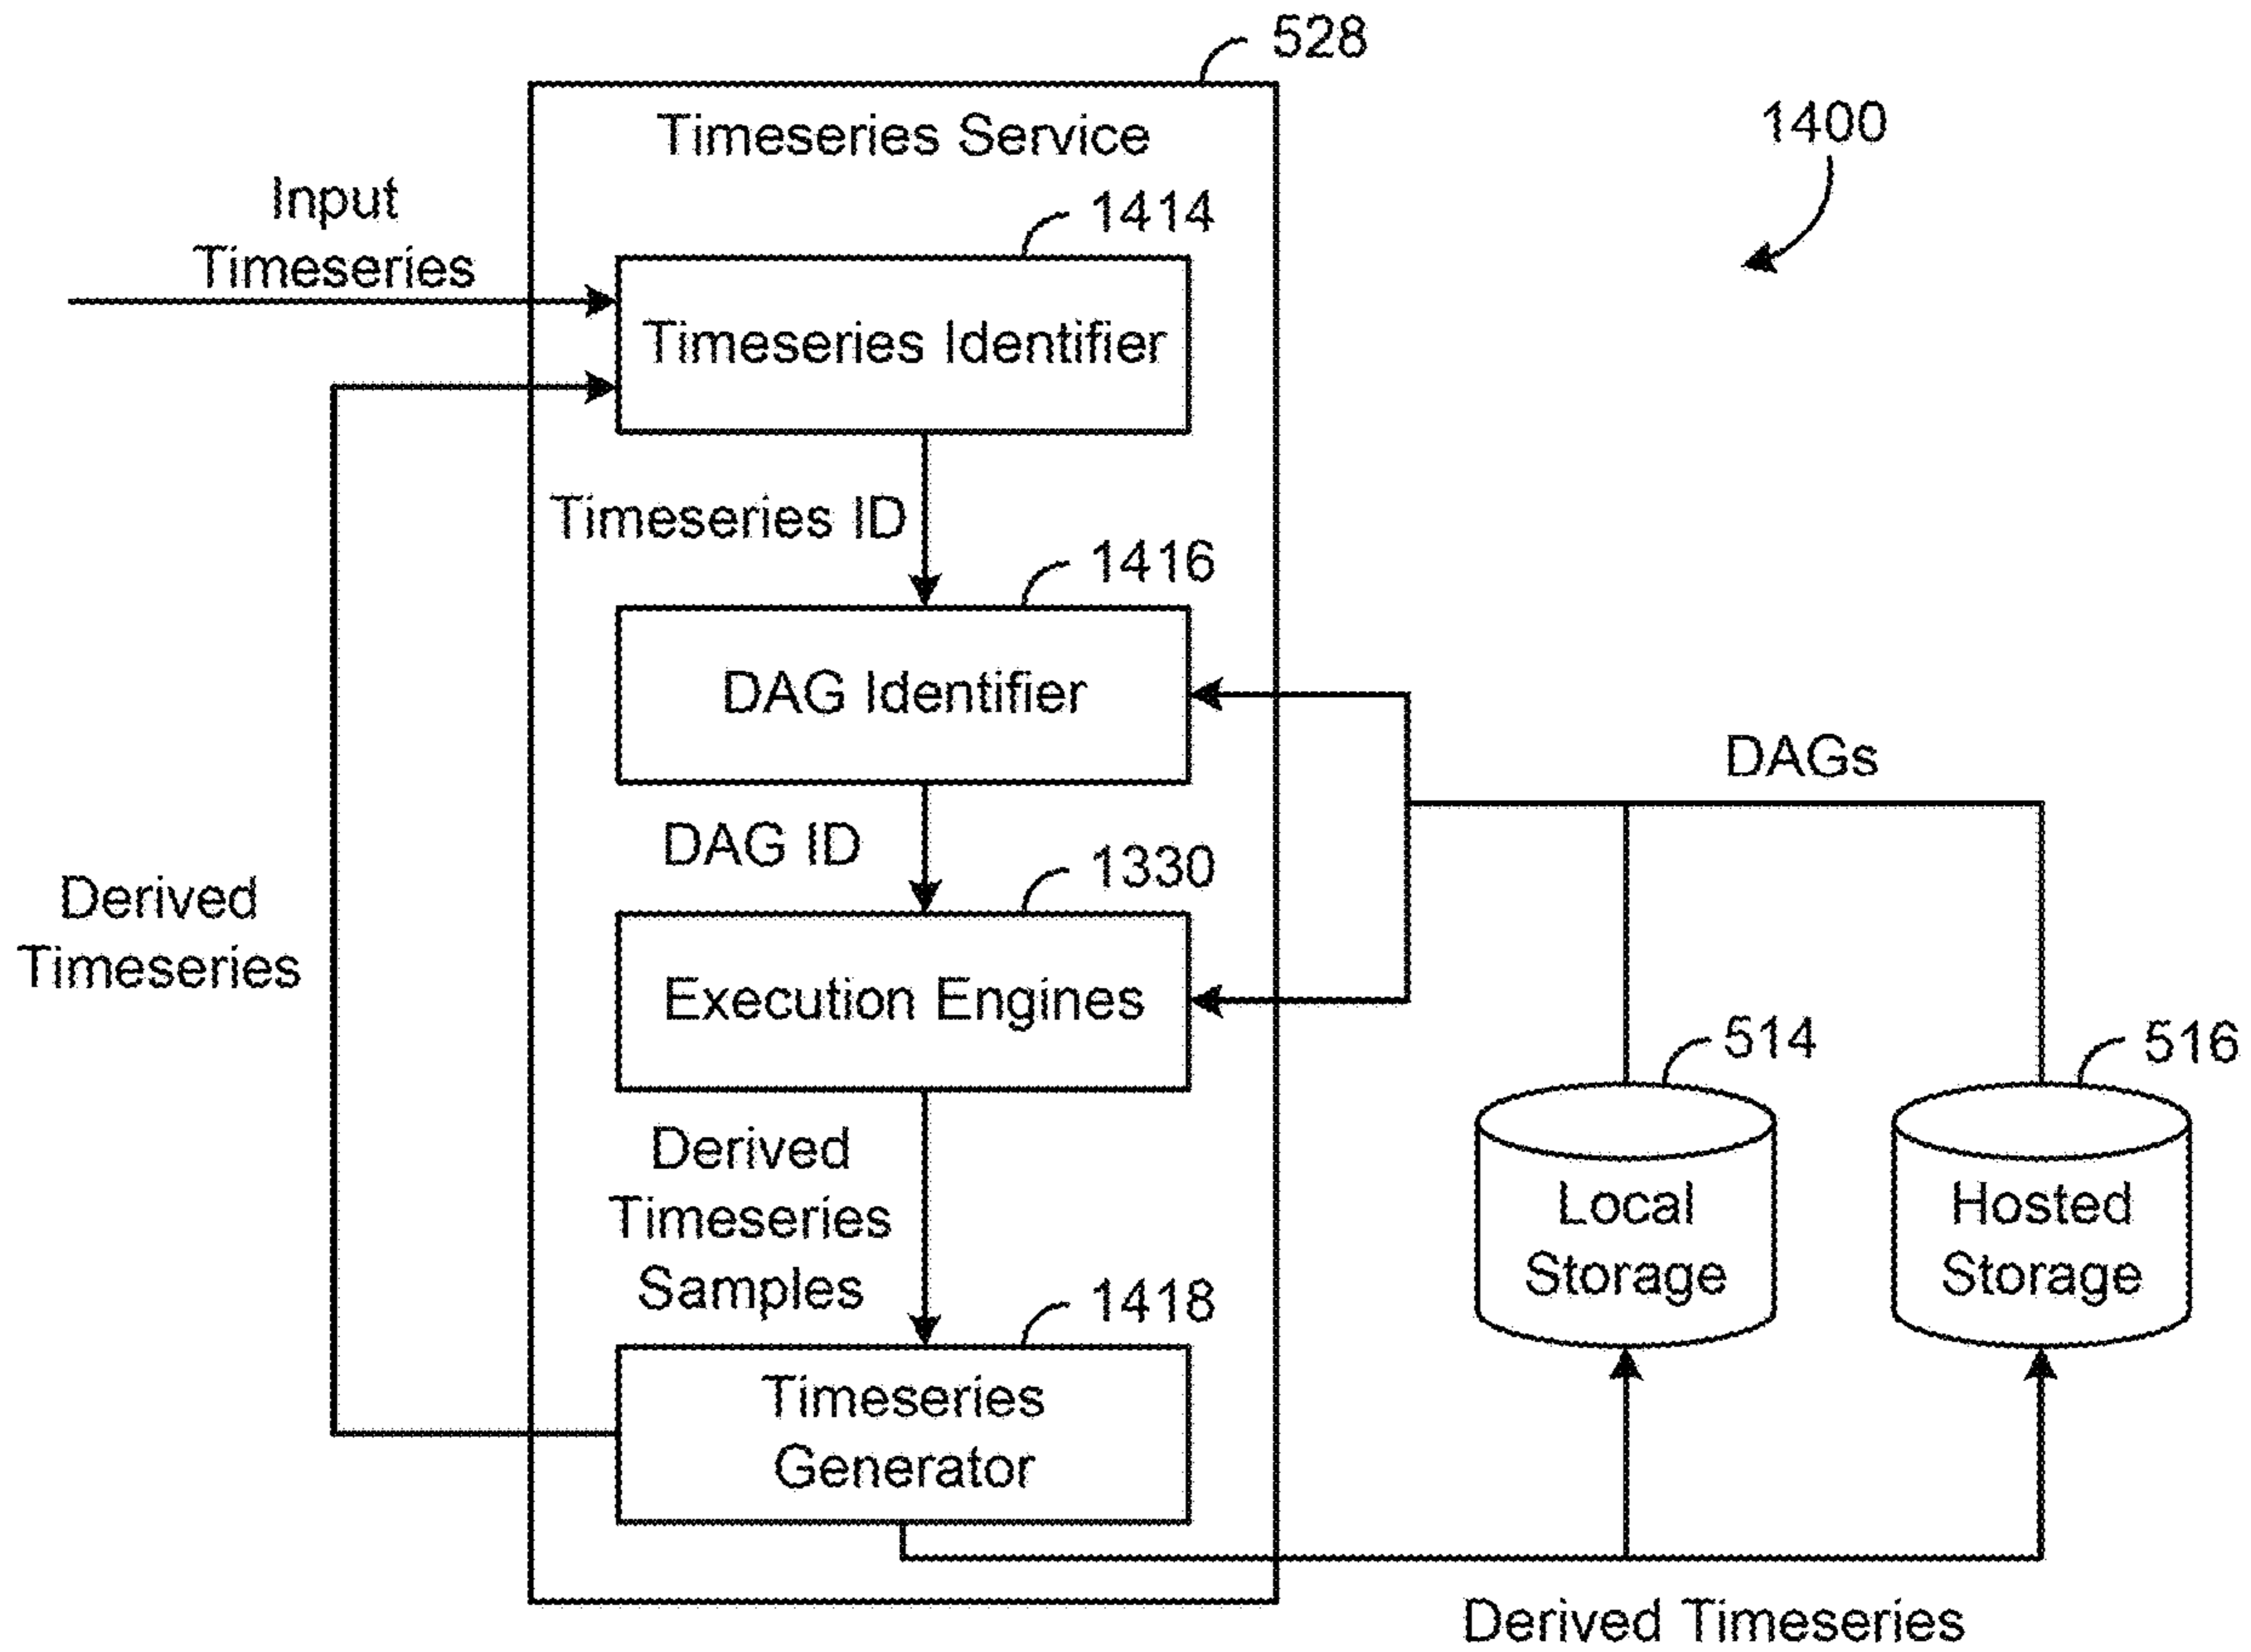 528
Timeseries Service
1400
Input
Timeseries
1414
Timeseries Identifier
Timeseries ID
1416
DAG Identifier
DAGs
DAG ID
1330
Derived
Timeseries
Execution Engines
514
516
Derived
Timeseries
Samples
Local
Storage
Hosted
Storage
1418
Timeseries
Generator
Derived Timeseries